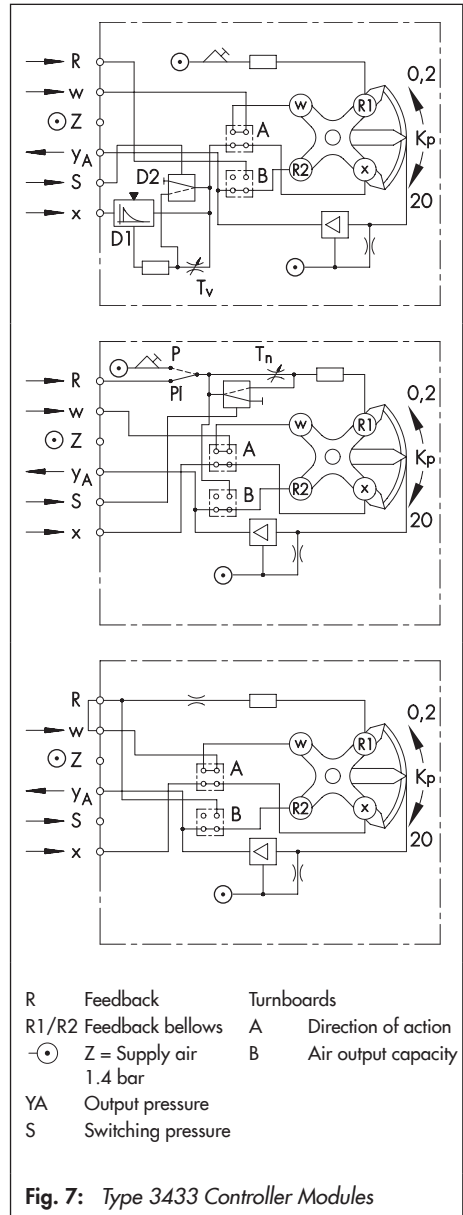 R
w
Z
yA
S
x
D1
D2
Tv
A
B
w
R1
R2
x
0,2
Kp
20
R
w
Z
yA
S
x
P
PI
Tn
A
B
w
R1
R2
x
0,2
Kp
20
R
w
Z
yA
S
x
A
B
w
R1
R2
x
0,2
Kp
20
R Feedback
R1/R2 Feedback bellows
Z = Supply air
1.4 bar
YA Output pressure
S Switching pressure
Turnboards
A Direction of action
B Air output capacity
Fig. 7: Type 3433 Controller Modules